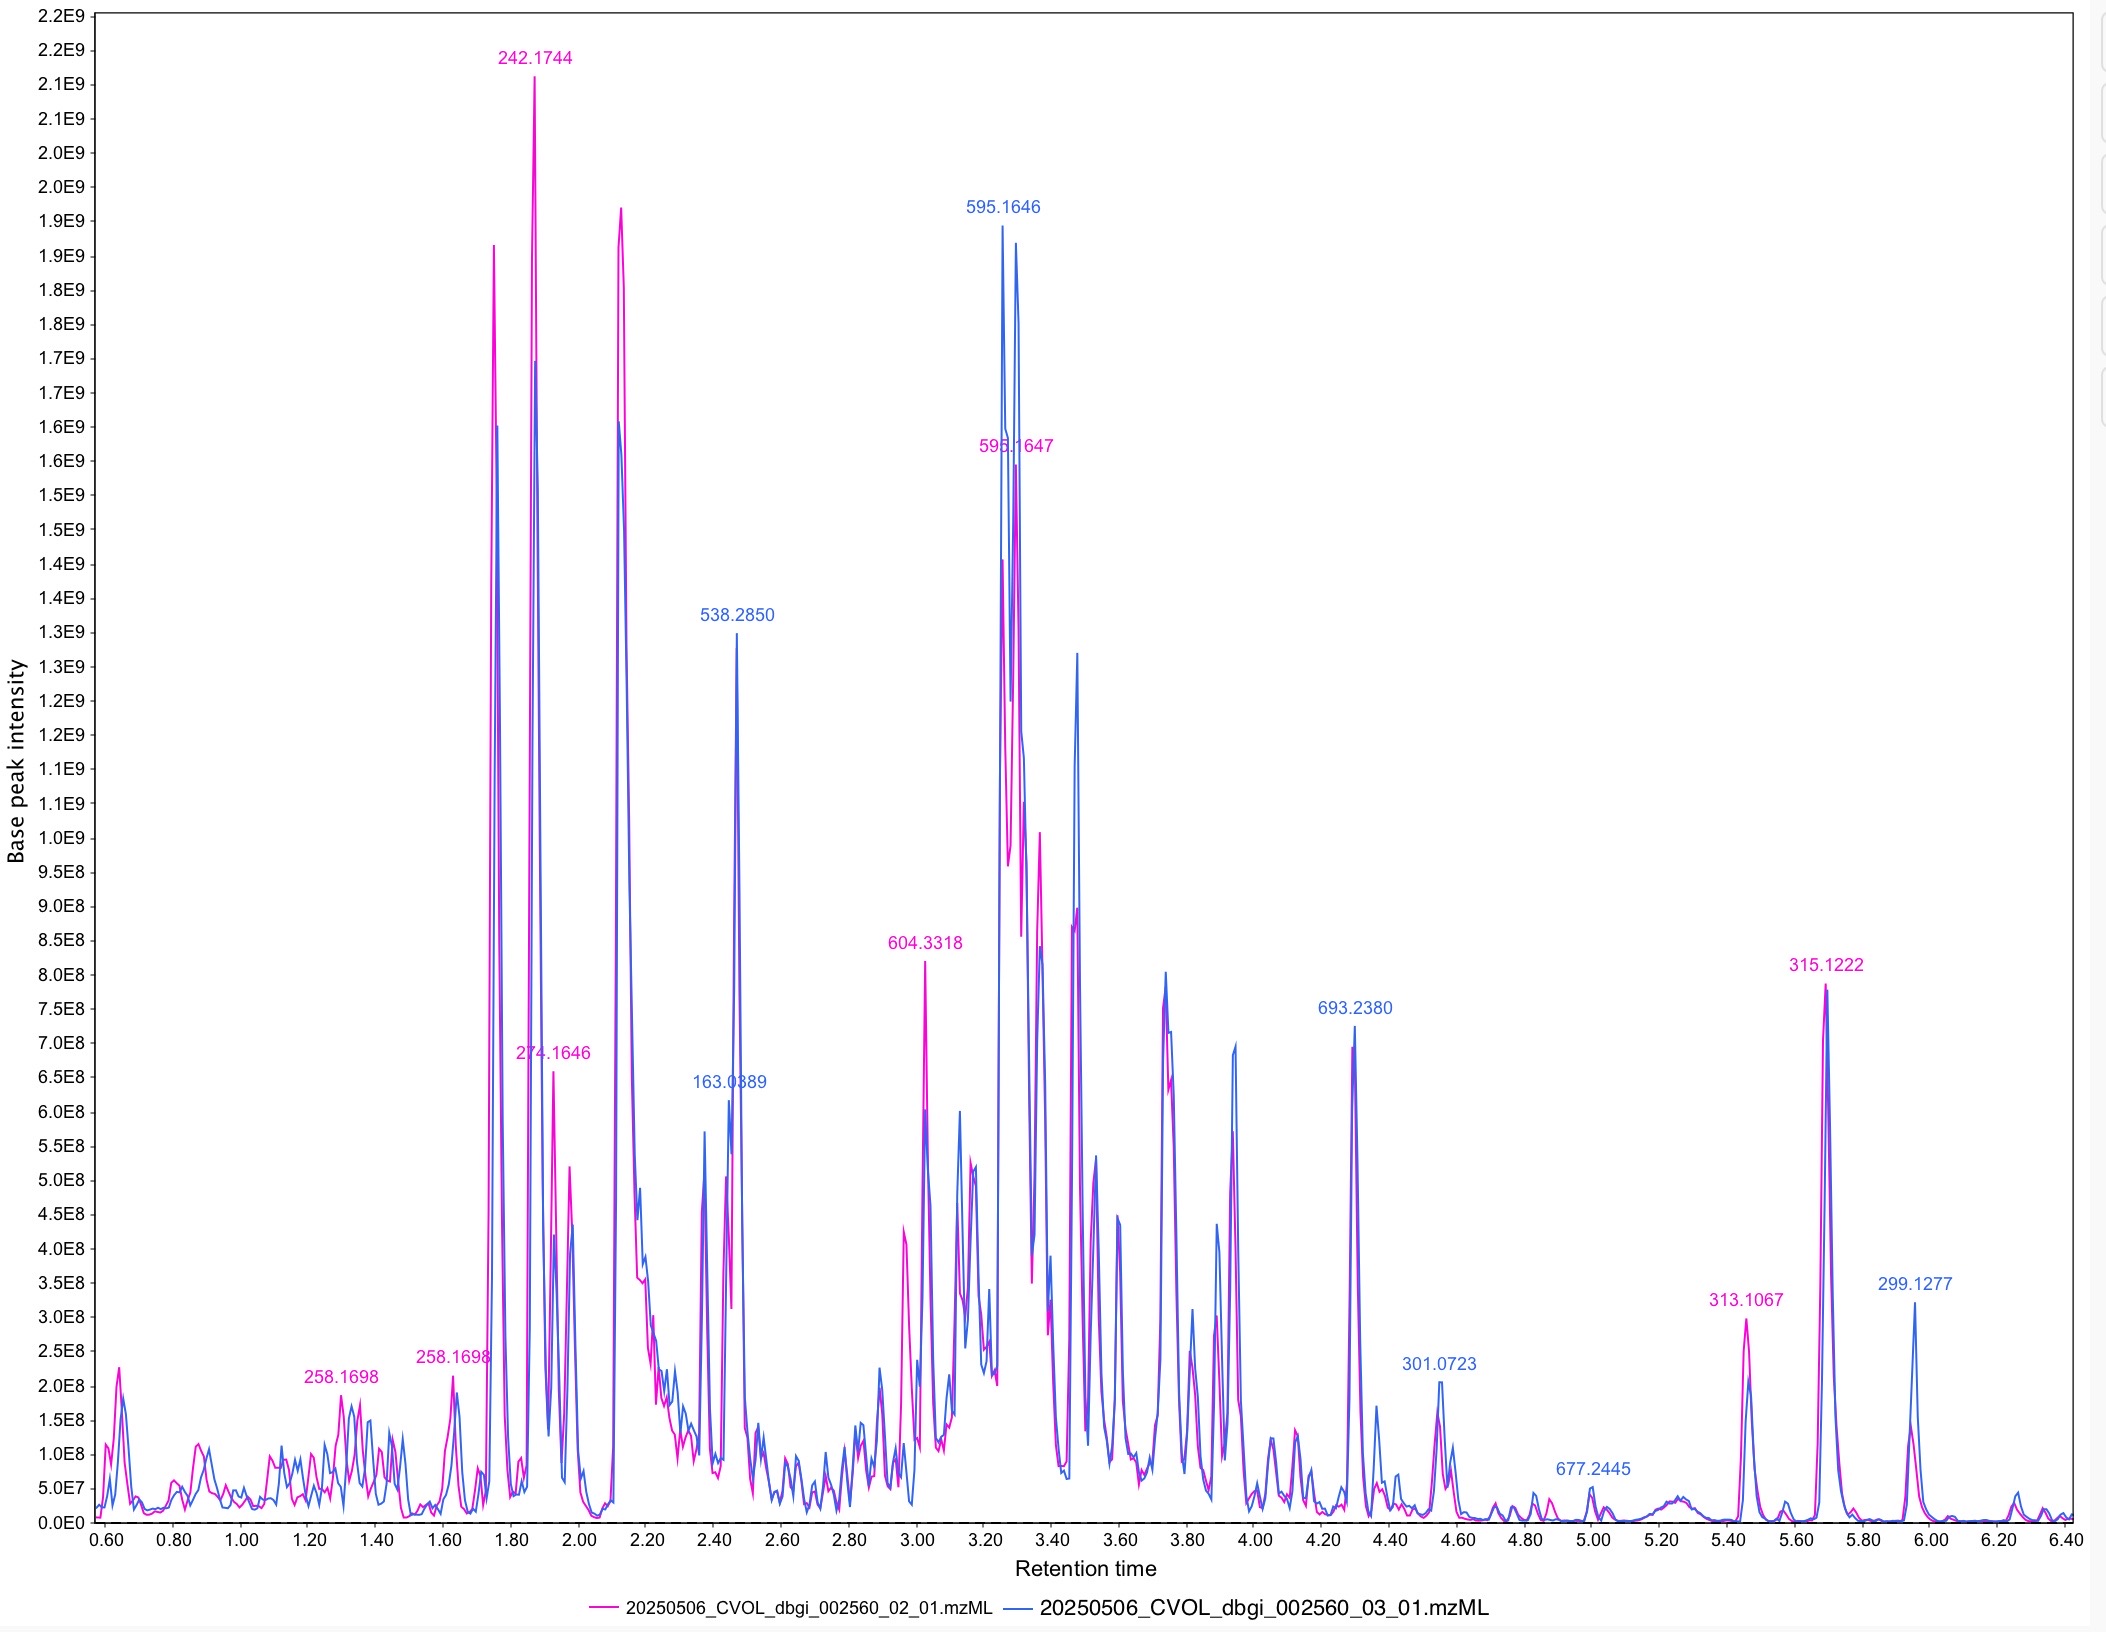 2.2E9
2.2E9
2.1E9
2.1E9
2.0E9
2.0E9
1.9E9
1.9E9
1.8E9
1.8E9
1.7E9
1.7E9
1.6E9
1.6E9
1.5E9
1.5E9
1.4E9
1.4E9
1.3E9
1.3E9
1.2E9
1.2E9
1.1E9
1.1E9
1.0E9
9.5E8
9.0E8
8.5E8
8.0E8
7.5E8
7.0E8
6.5E8
6.0E8
5.5E8
5.0E8
4.5E8
4.0E8
3.5E8
3.0E8
2.5E8
2.0E8
1.5E8
1.0E8
5.0E7
0.0E0
Base peak intensity
242.1744
595.1646
595.1647
538.2850
604.3318
315.1222
693.2380
274.1646
163.0389
299.1277
313.1067
258.1698
301.0723
258.1698
677.2445
0.60 0.80 1.00 1.20 1.40 1.60 1.80 2.00 2.20 2.40 2.60 2.80 3.00 3.20 3.40 3.60 3.80 4.00 4.20 4.40 4.60 4.80 5.00 5.20 5.40 5.60 5.80 6.00 6.20 6.40
Retention time
20250506_CVOL_dbgi_002560_02_01.mzML 20250506_CVOL_dbgi_002560_03_01.mzML